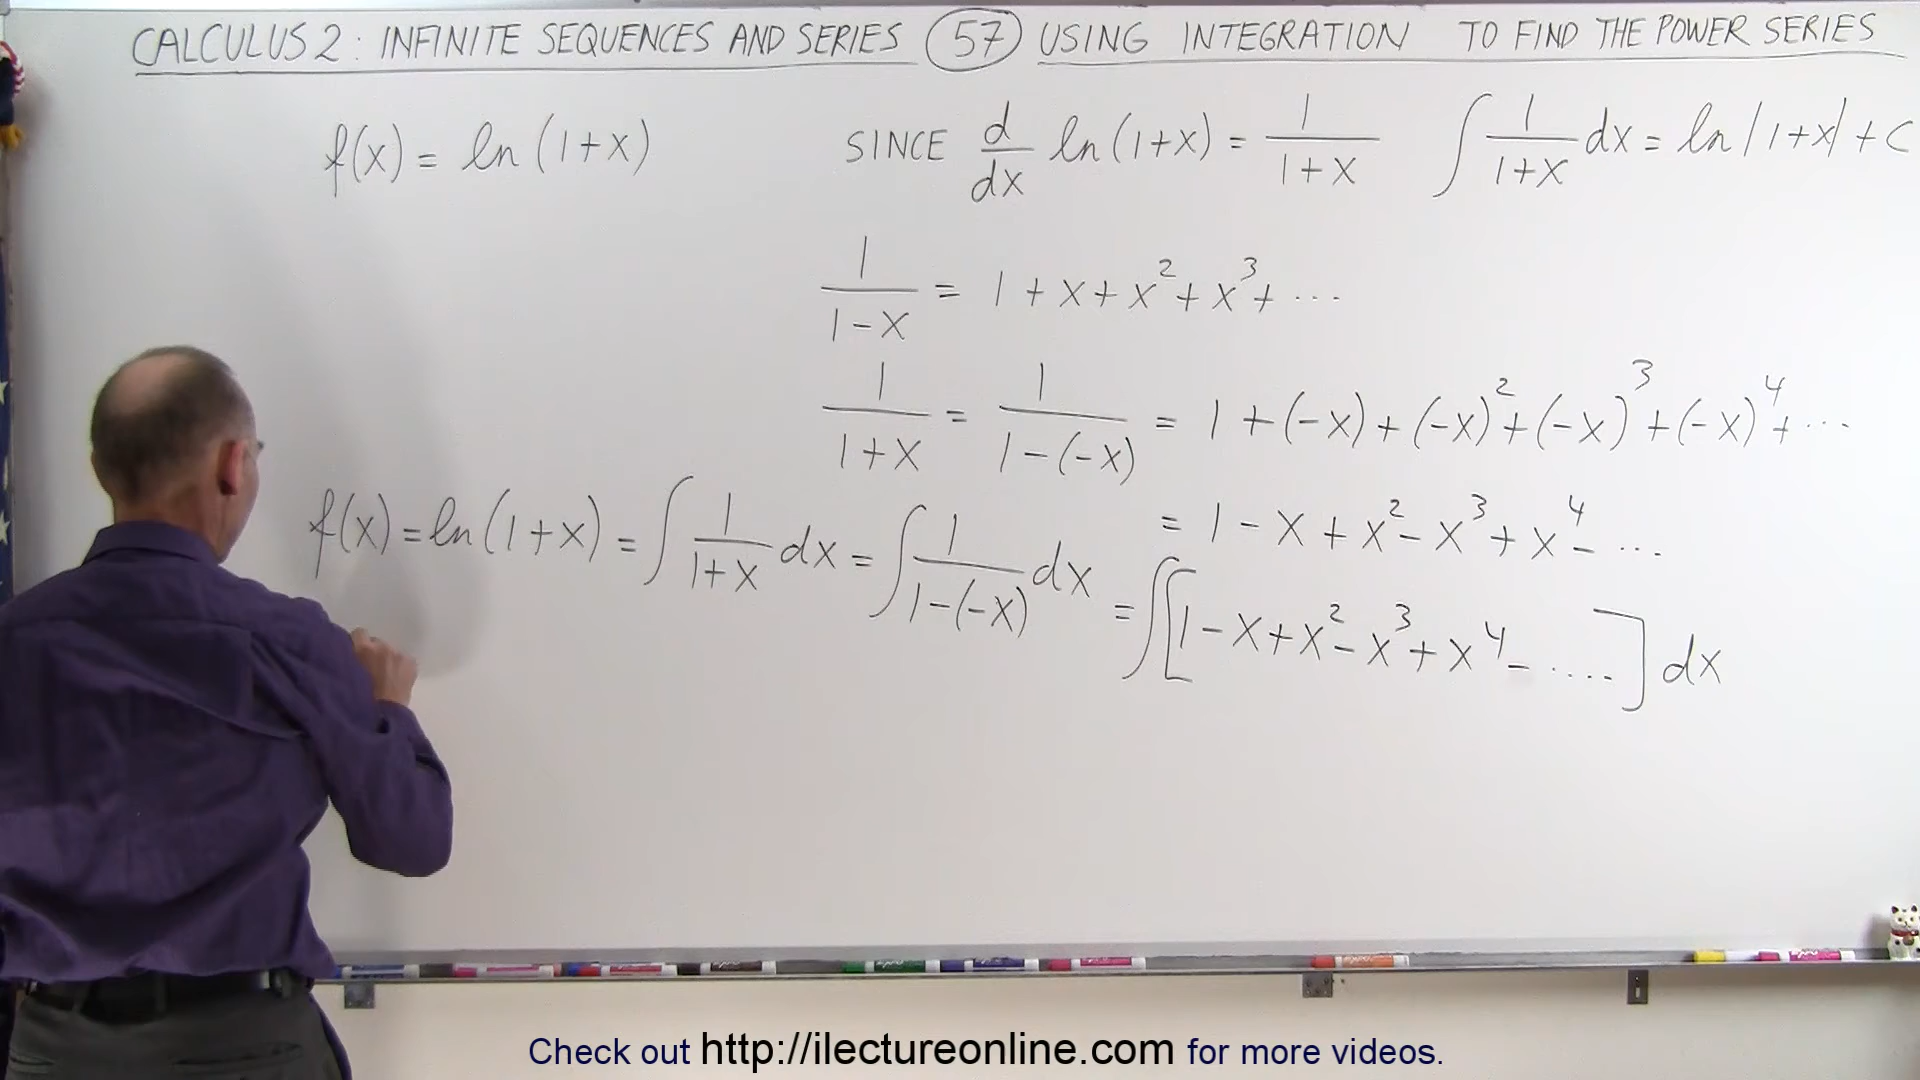 CALCULUS 2: INFINITE SEQUENCES AND SERIES (57) USING INTEGRATION TO FIND THE POWER SERIES
f(x) = ln(1+x) SINCE d/dx ln(1+x) = 1/(1+x) ∫ 1/(1+x) dx = ln|1+x| + C
1/(1-x) = 1 + x + x² + x³ + ...
1/(1+x) = 1/(1-(-x)) = 1 + (-x) + (-x)² + (-x)³ + (-x)⁴ + ...
= 1 - x + x² - x³ + x⁴ - ...
f(x) = ln(1+x) = ∫ 1/(1+x) dx = ∫ 1/(1-(-x)) dx = ∫[1 - x + x² - x³ + x⁴ - ....] dx
Check out http://ilectureonline.com for more videos.